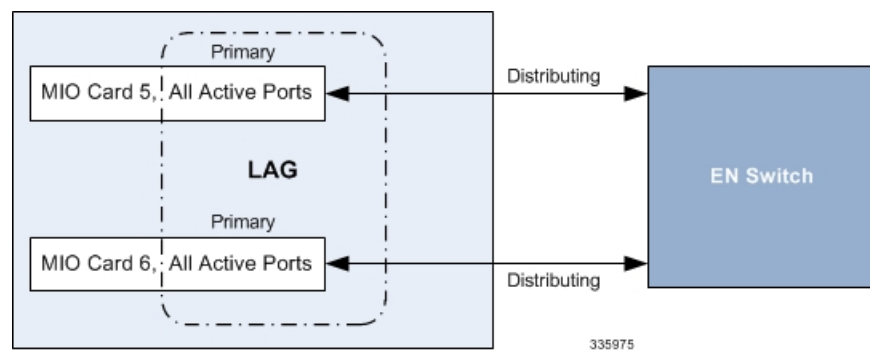 Primary
MIO Card 5, All Active Ports
Distributing
LAG
EN Switch
Primary
MIO Card 6, All Active Ports
Distributing
335975